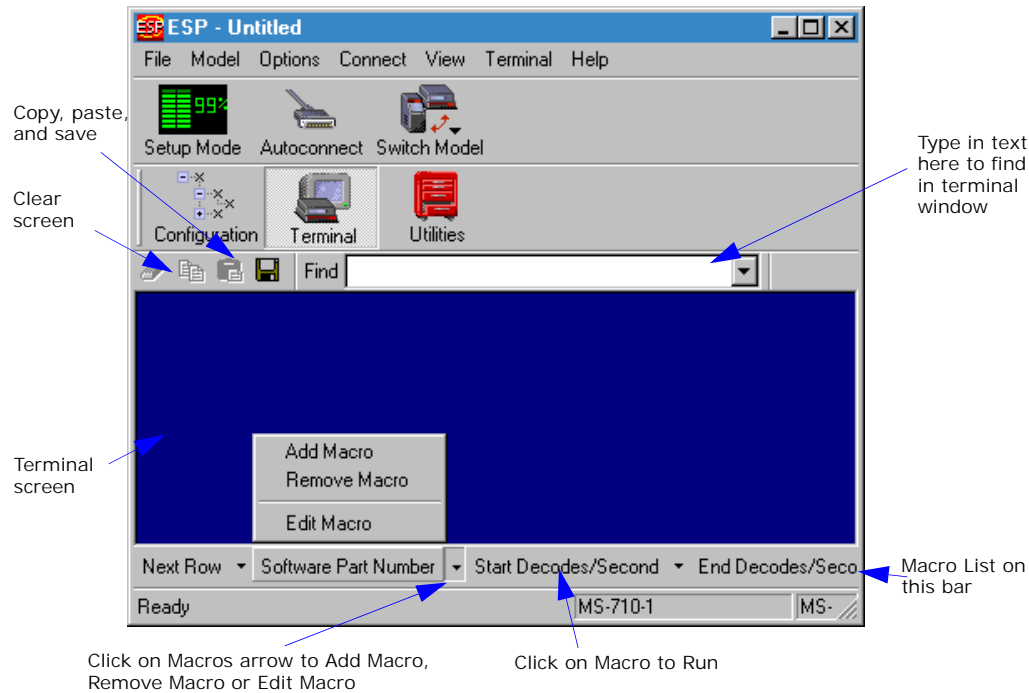 ESP ESP - Untitled
File Model Options Connect View Terminal Help
99%
Setup Mode Autoconnect Switch Model
Configuration Terminal Utilities
Find
Add Macro
Remove Macro
Edit Macro
Next Row Software Part Number Start Decodes/Second End Decodes/Seco
Ready MS-710-1 MS-
Copy, paste,
and save
Clear
screen
Type in text
here to find
in terminal
window
Terminal
screen
Macro List on
this bar
Click on Macros arrow to Add Macro,
Remove Macro or Edit Macro
Click on Macro to Run